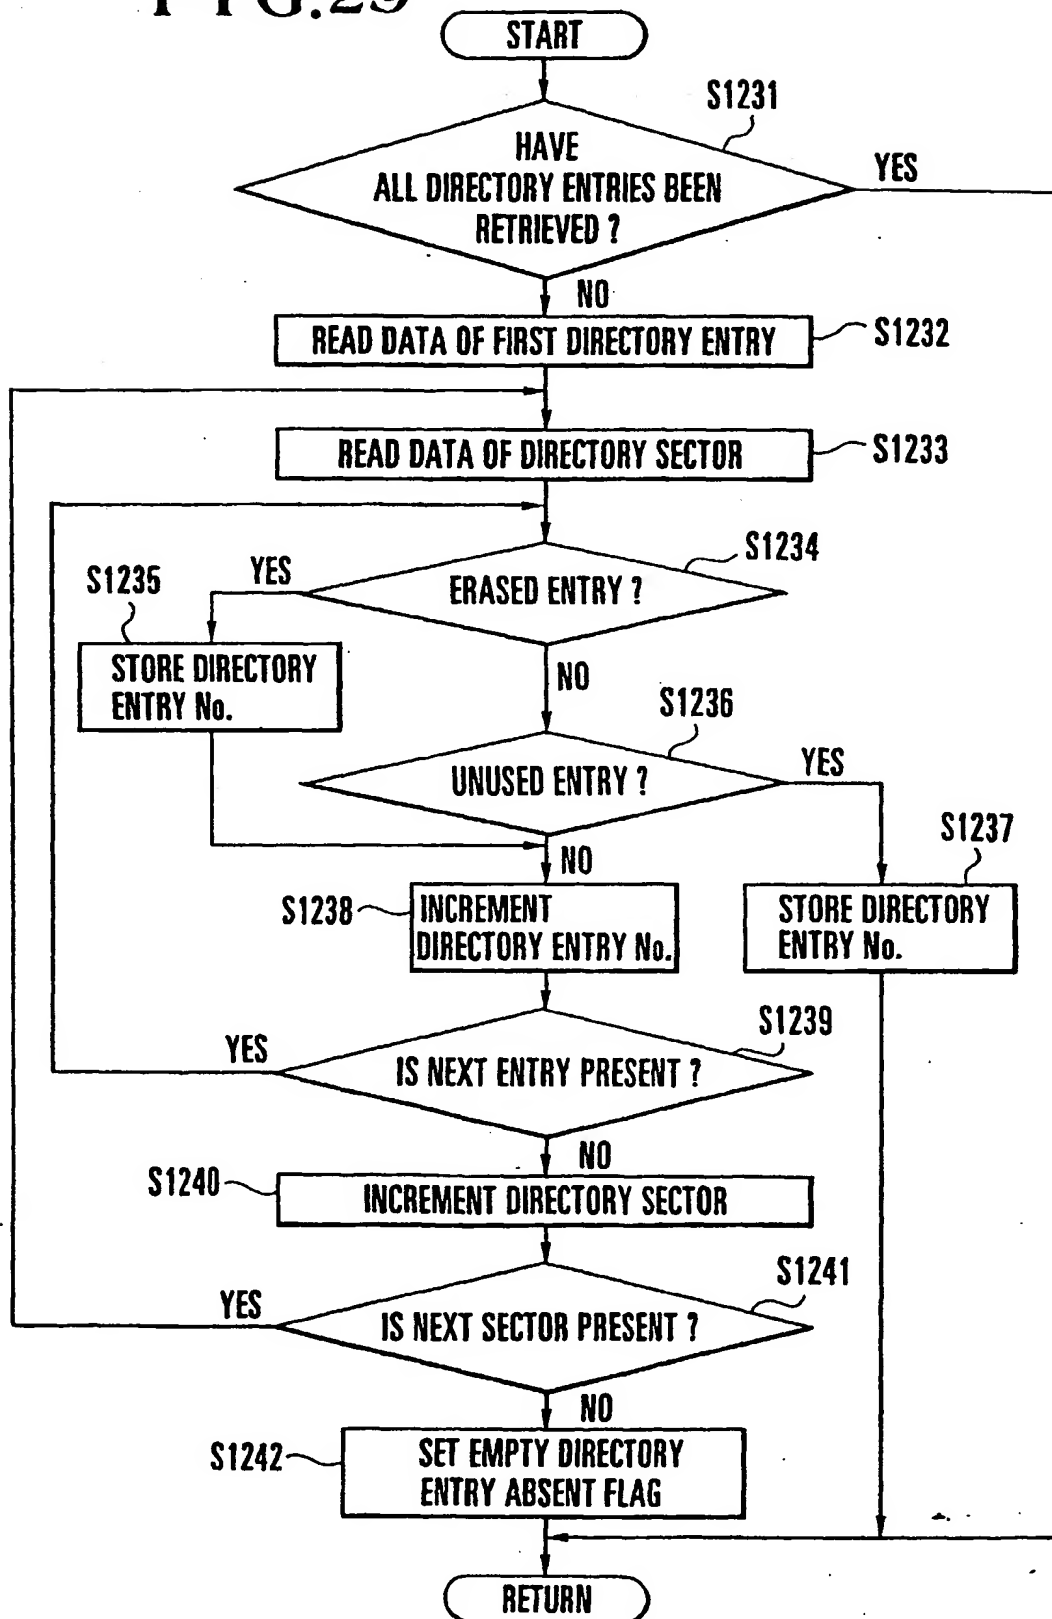 FIG.29
START
S1231
HAVE
ALL DIRECTORY ENTRIES BEEN
RETRIEVED ?
YES
NO
READ DATA OF FIRST DIRECTORY ENTRY
S1232
READ DATA OF DIRECTORY SECTOR
S1233
S1234
ERASED ENTRY ?
YES
S1235
STORE DIRECTORY
ENTRY No.
NO
S1236
UNUSED ENTRY ?
YES
S1237
STORE DIRECTORY
ENTRY No.
NO
S1238
INCREMENT
DIRECTORY ENTRY No.
S1239
YES
IS NEXT ENTRY PRESENT ?
NO
S1240
INCREMENT DIRECTORY SECTOR
S1241
YES
IS NEXT SECTOR PRESENT ?
NO
S1242
SET EMPTY DIRECTORY
ENTRY ABSENT FLAG
RETURN